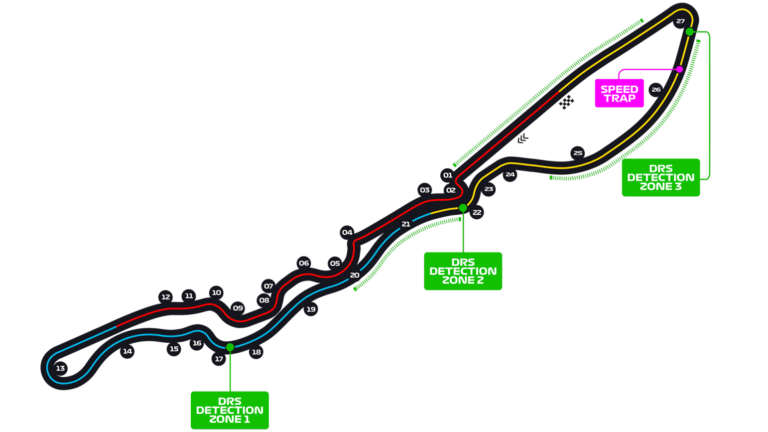 27
SPEED
TRAP
26
25
DRS
DETECTION
ZONE 3
01
24
03
02
23
22
21
04
DRS
DETECTION
ZONE 2
06
05
20
07
10
11
12
08
09
19
16
15
14
18
17
13
DRS
DETECTION
ZONE 1